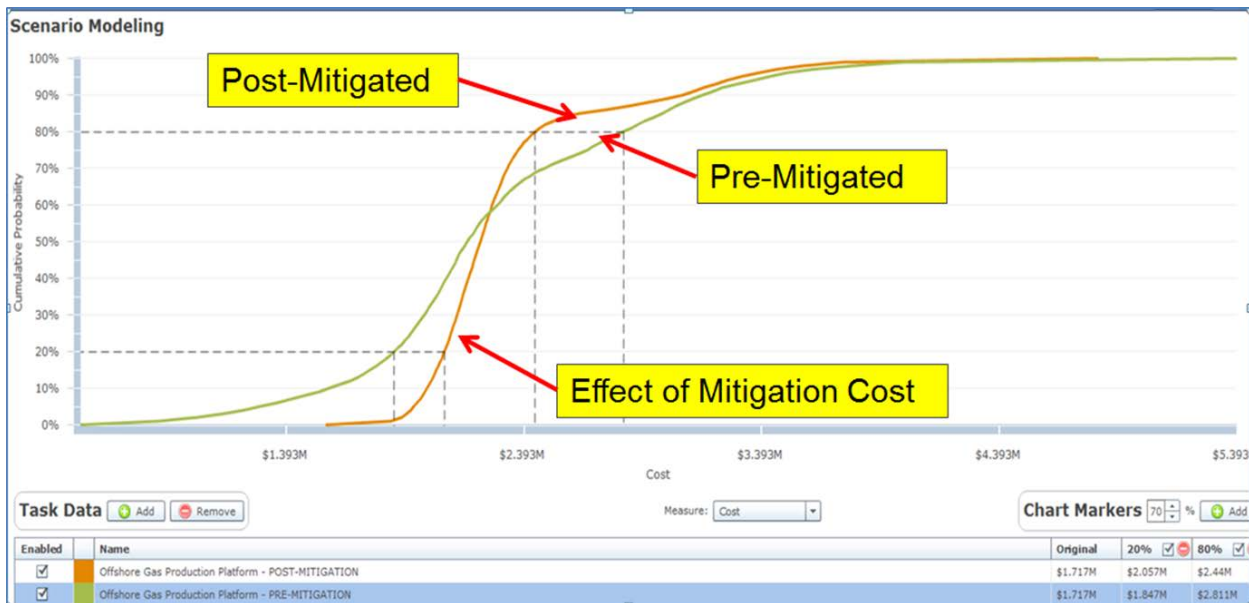 Scenario Modeling
100%
90%
80%
70%
60%
50%
40%
30%
20%
10%
0%
Cumulative Probability
Post-Mitigated
Pre-Mitigated
Effect of Mitigation Cost
$1.393M $2.393M $3.393M $4.393M $5.393
Cost
Task Data Add Remove Measure: Cost Chart Markers 70 % Add
Enabled Name Original 20% 80%
Offshore Gas Production Platform - POST-MITIGATION $1.717M $2.057M $2.44M
Offshore Gas Production Platform - PRE-MITIGATION $1.717M $1.847M $2.811M